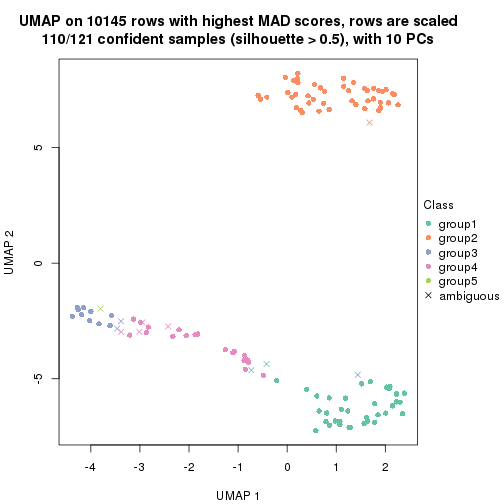 UMAP on 10145 rows with highest MAD scores, rows are scaled
110/121 confident samples (silhouette > 0.5), with 10 PCs
5
0
-5
UMAP 2
-4 -3 -2 -1 0 1 2
UMAP 1
Class
group1
group2
group3
group4
group5
ambiguous